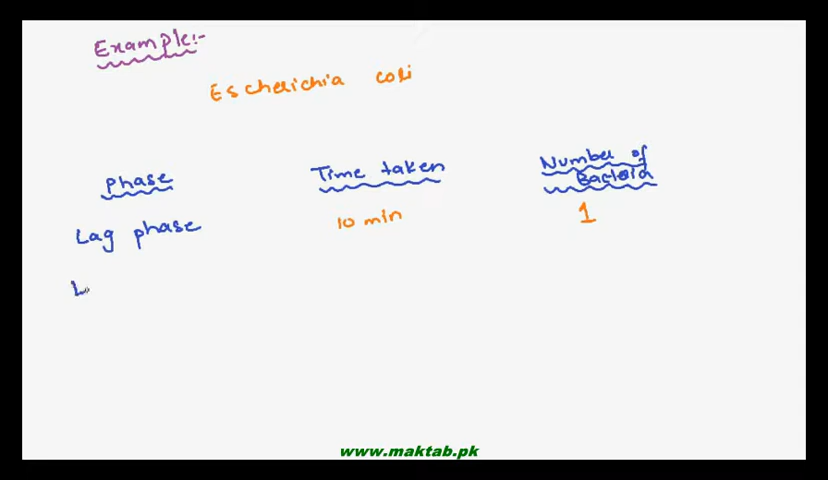 Example:-
Escherichia coli
Phase Time taken Number of Bacteria
Lag phase 10 min 1
L
www.maktab.pk